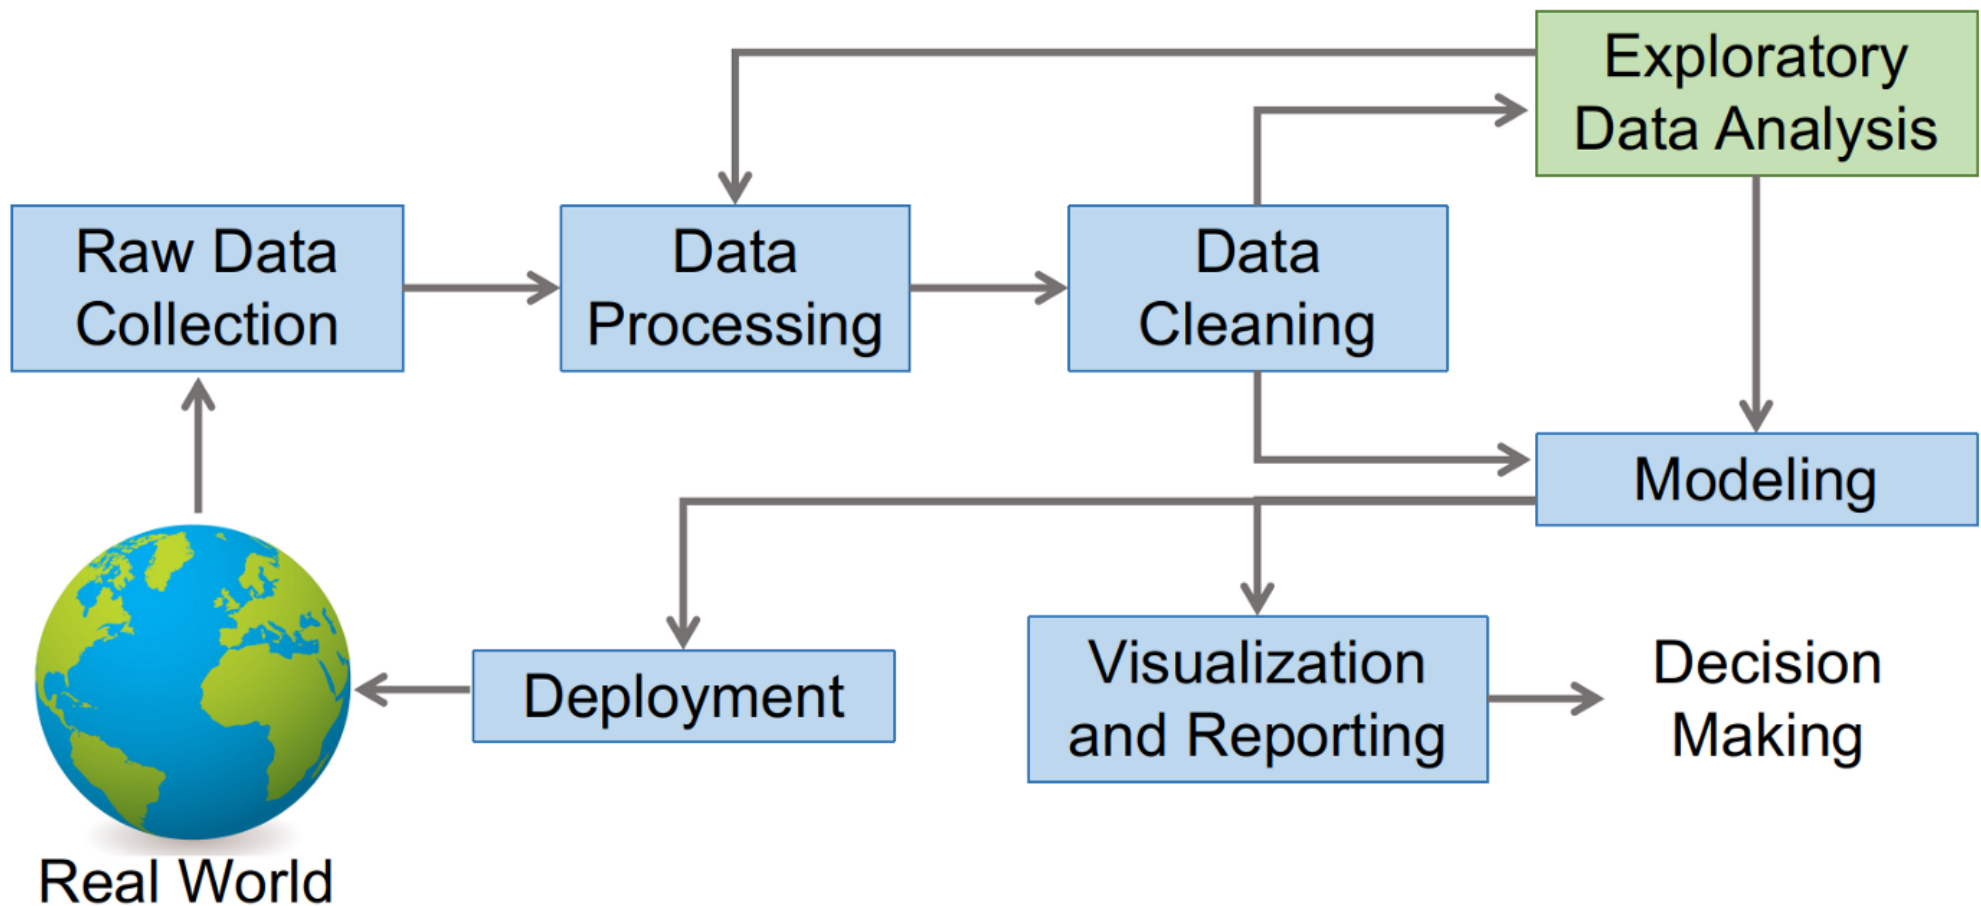 Exploratory
Data Analysis
Raw Data
Collection
Data
Processing
Data
Cleaning
Modeling
Deployment
Visualization
and Reporting
Decision
Making
Real World